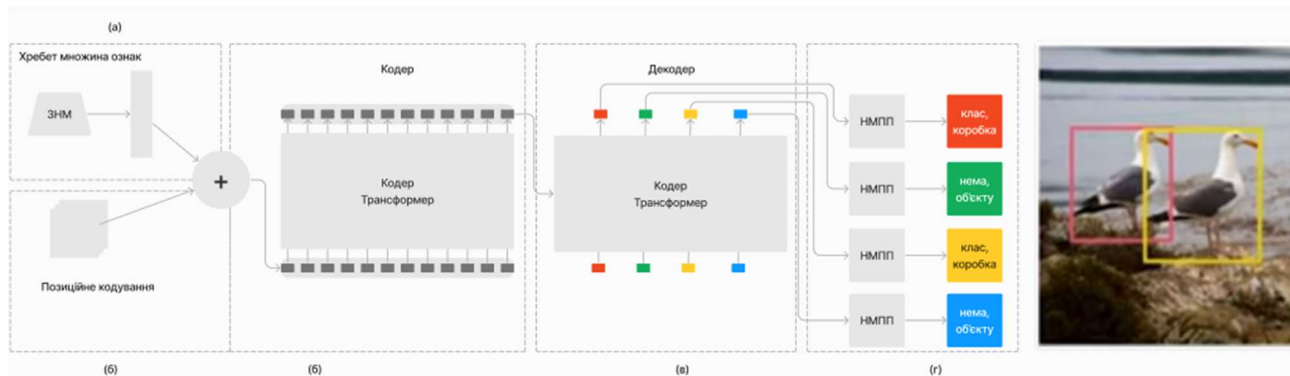 (а)
Хребет множина ознак
ЗНМ
+
Позиційне кодування
(б)
Кодер
Кодер
Трансформер
(б)
Декодер
Кодер
Трансформер
(в)
НМПП
клас,
коробка
НМПП
нема,
об'єкту
НМПП
клас,
коробка
НМПП
нема,
об'єкту
(г)